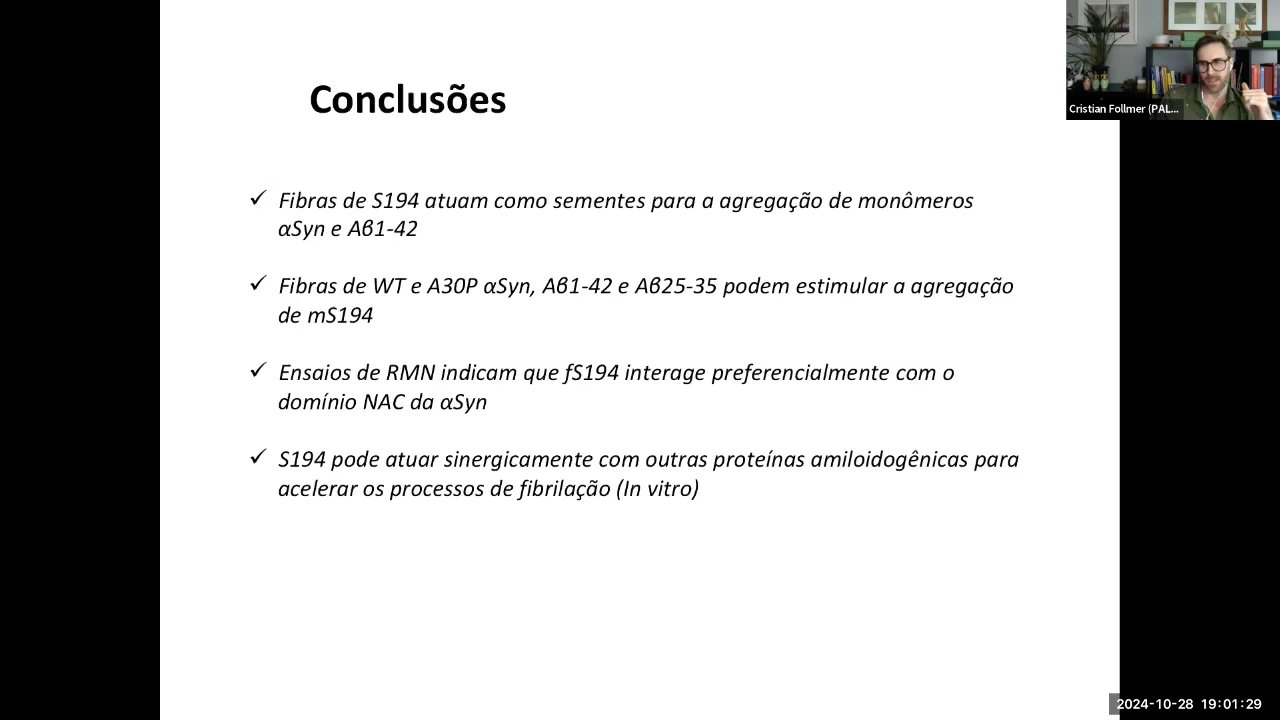 Conclusões
Cristian Follmer (PAL...
✓ Fibras de S194 atuam como sementes para a agregação de monômeros
αSyn e Aβ1-42
✓ Fibras de WT e A30P αSyn, Aβ1-42 e Aβ25-35 podem estimular a agregação
de mS194
✓ Ensaios de RMN indicam que fS194 interage preferencialmente com o
domínio NAC da αSyn
✓ S194 pode atuar sinergicamente com outras proteínas amiloidogênicas para
acelerar os processos de fibrilação (In vitro)
2024-10-28 19:01:29